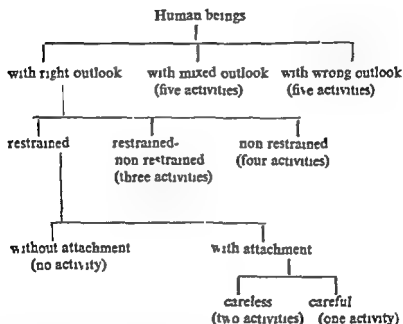 Human beings
with right outlook with mixed outlook with wrong outlook
(five activities) (five activities)
restrained restrained- non restrained
non restrained (four activities)
(three activities)
without attachment with attachment
(no activity)
careless careful
(two activities) (one activity)